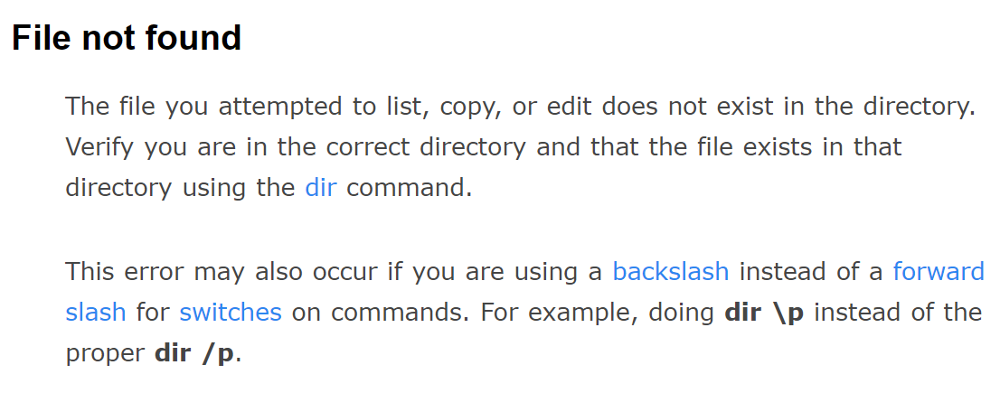 File not found
The file you attempted to list, copy, or edit does not exist in the directory.
Verify you are in the correct directory and that the file exists in that
directory using the dir command.
This error may also occur if you are using a backslash instead of a forward
slash for switches on commands. For example, doing dir \p instead of the
proper dir /p.